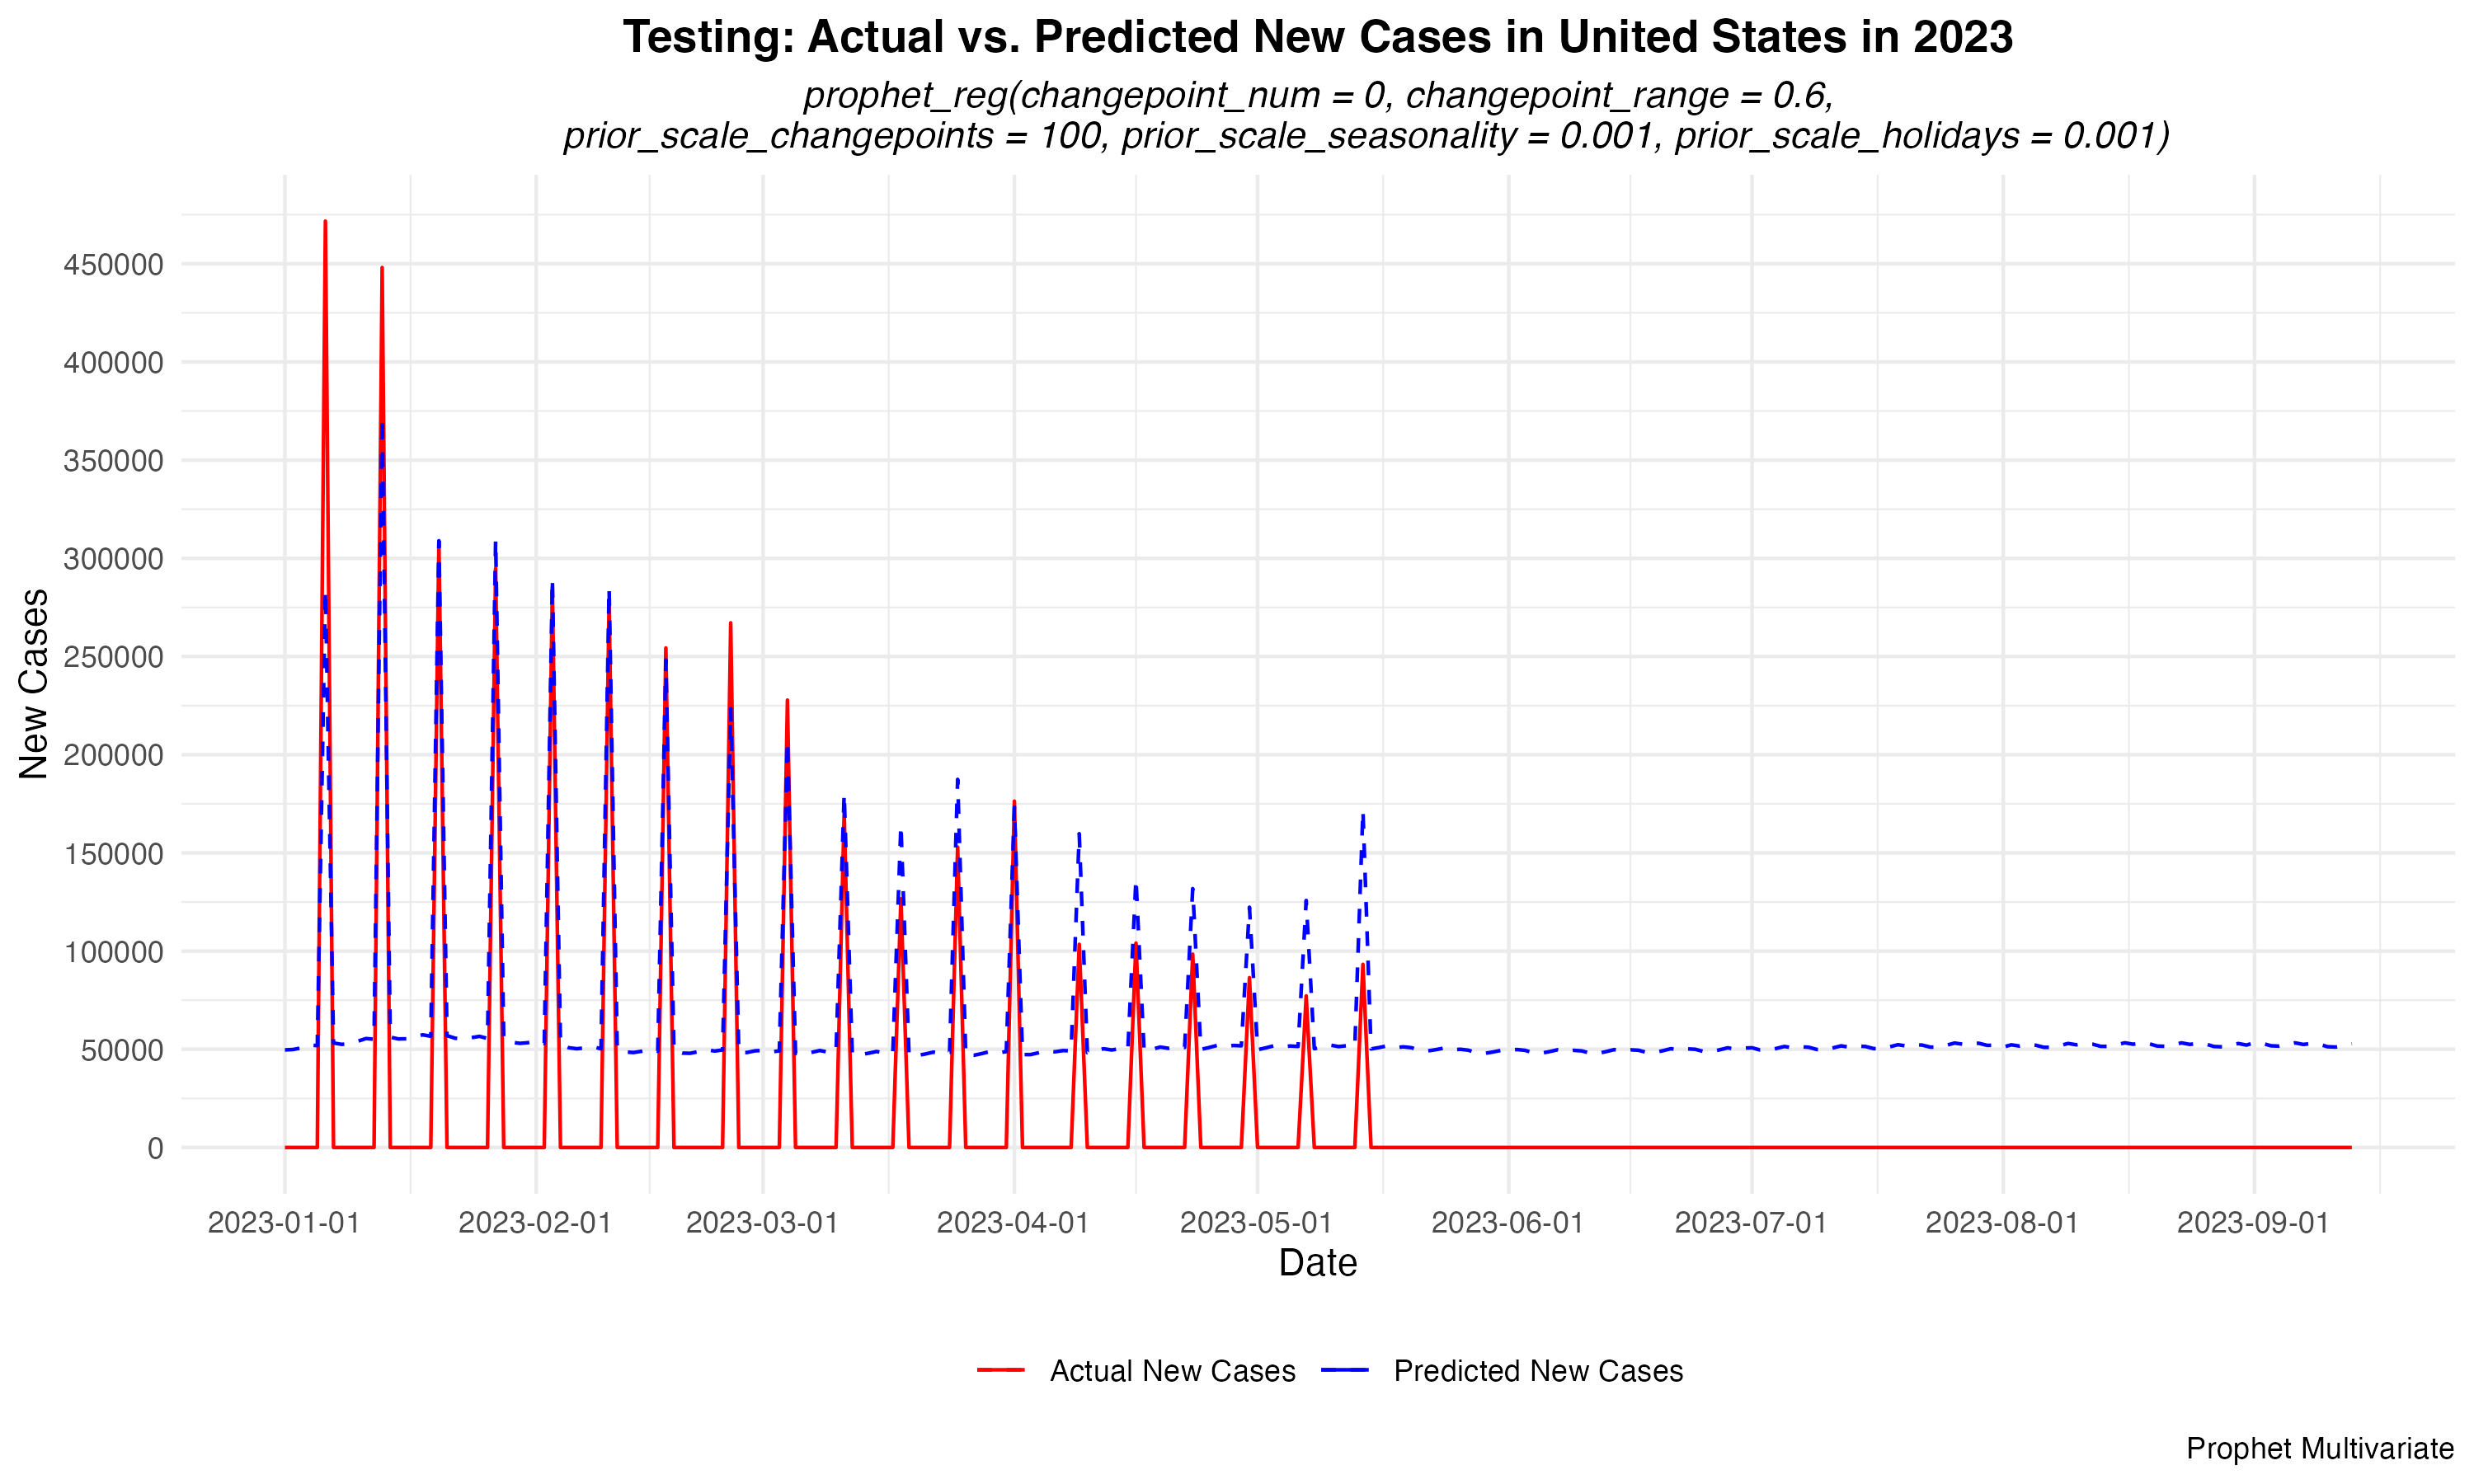 Testing: Actual vs. Predicted New Cases in United States in 2023
prophet_reg(changepoint_num = 0, changepoint_range = 0.6,
prior_scale_changepoints = 100, prior_scale_seasonality = 0.001, prior_scale_holidays = 0.001)
New Cases
450000
400000
350000
300000
250000
200000
150000
100000
50000
0
2023-01-01 2023-02-01 2023-03-01 2023-04-01 2023-05-01 2023-06-01 2023-07-01 2023-08-01 2023-09-01
Date
Actual New Cases Predicted New Cases
Prophet Multivariate